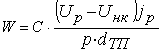 W = C · (U_p − U_нк) j_p / (p · d_ТП)